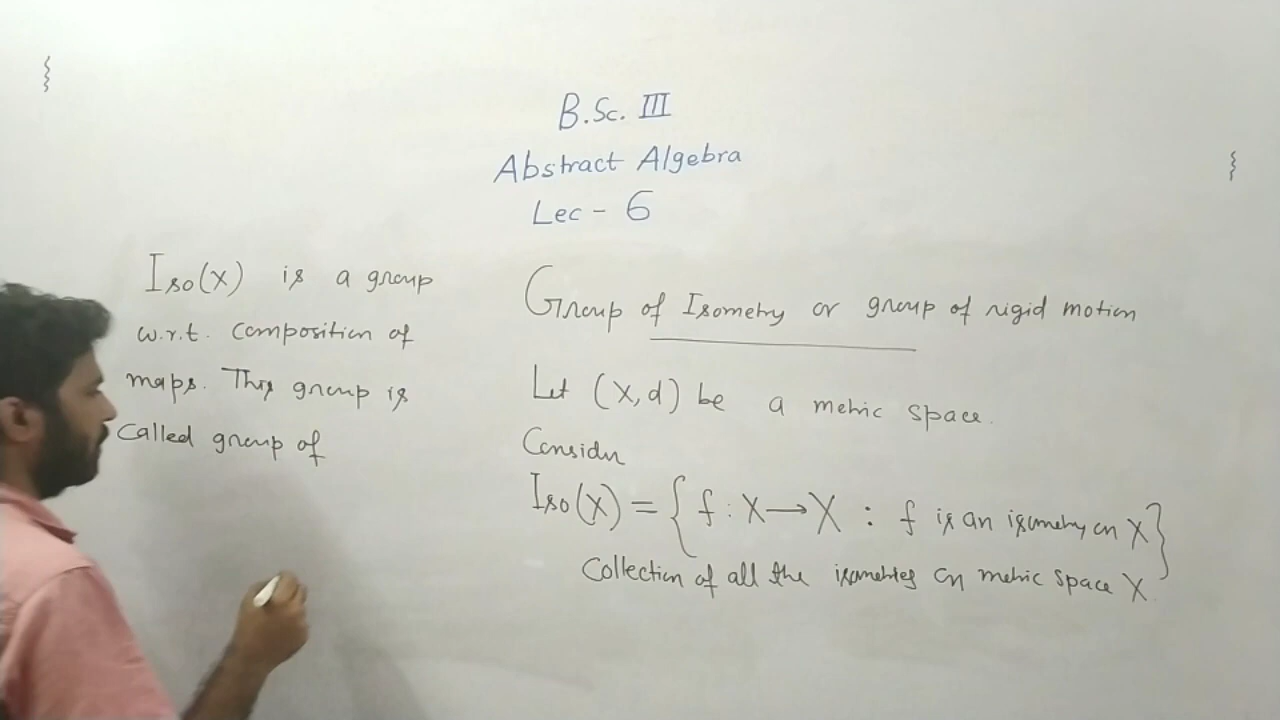 B.Sc. III
Abstract Algebra
Lec - 6
Group of Isometry or group of rigid motion
Let (X,d) be a metric space.
Consider
Iso(X) = { f : X → X : f is an isometry on X }
Collection of all the isometries on metric space X.
Iso(X) is a group
w.r.t. Composition of
maps. This group is
Called group of